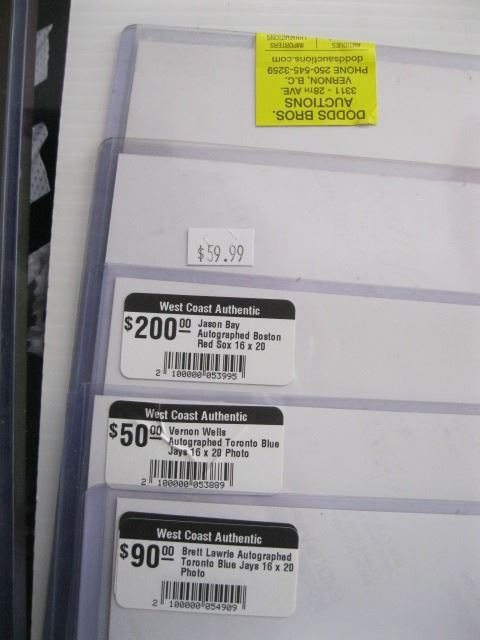 DODDS BROS.
AUCTIONS
3311 - 28TH AVE.
VERNON, B.C.
PHONE 250-545-3259
doddsauctions.com
ANTIQUES | IMPORTERS
LIQUIDATIONS
$59.99
West Coast Authentic
$200.00 Jason Bay
Autographed Boston
Red Sox 16 x 20
2 100000 053995
West Coast Authentic
$50.00 Vernon Wells
Autographed Toronto Blue
Jays 16 x 20 Photo
2 100000 053889
West Coast Authentic
$90.00 Brett Lawrie Autographed
Toronto Blue Jays 16 x 20
Photo
2 100000 054909